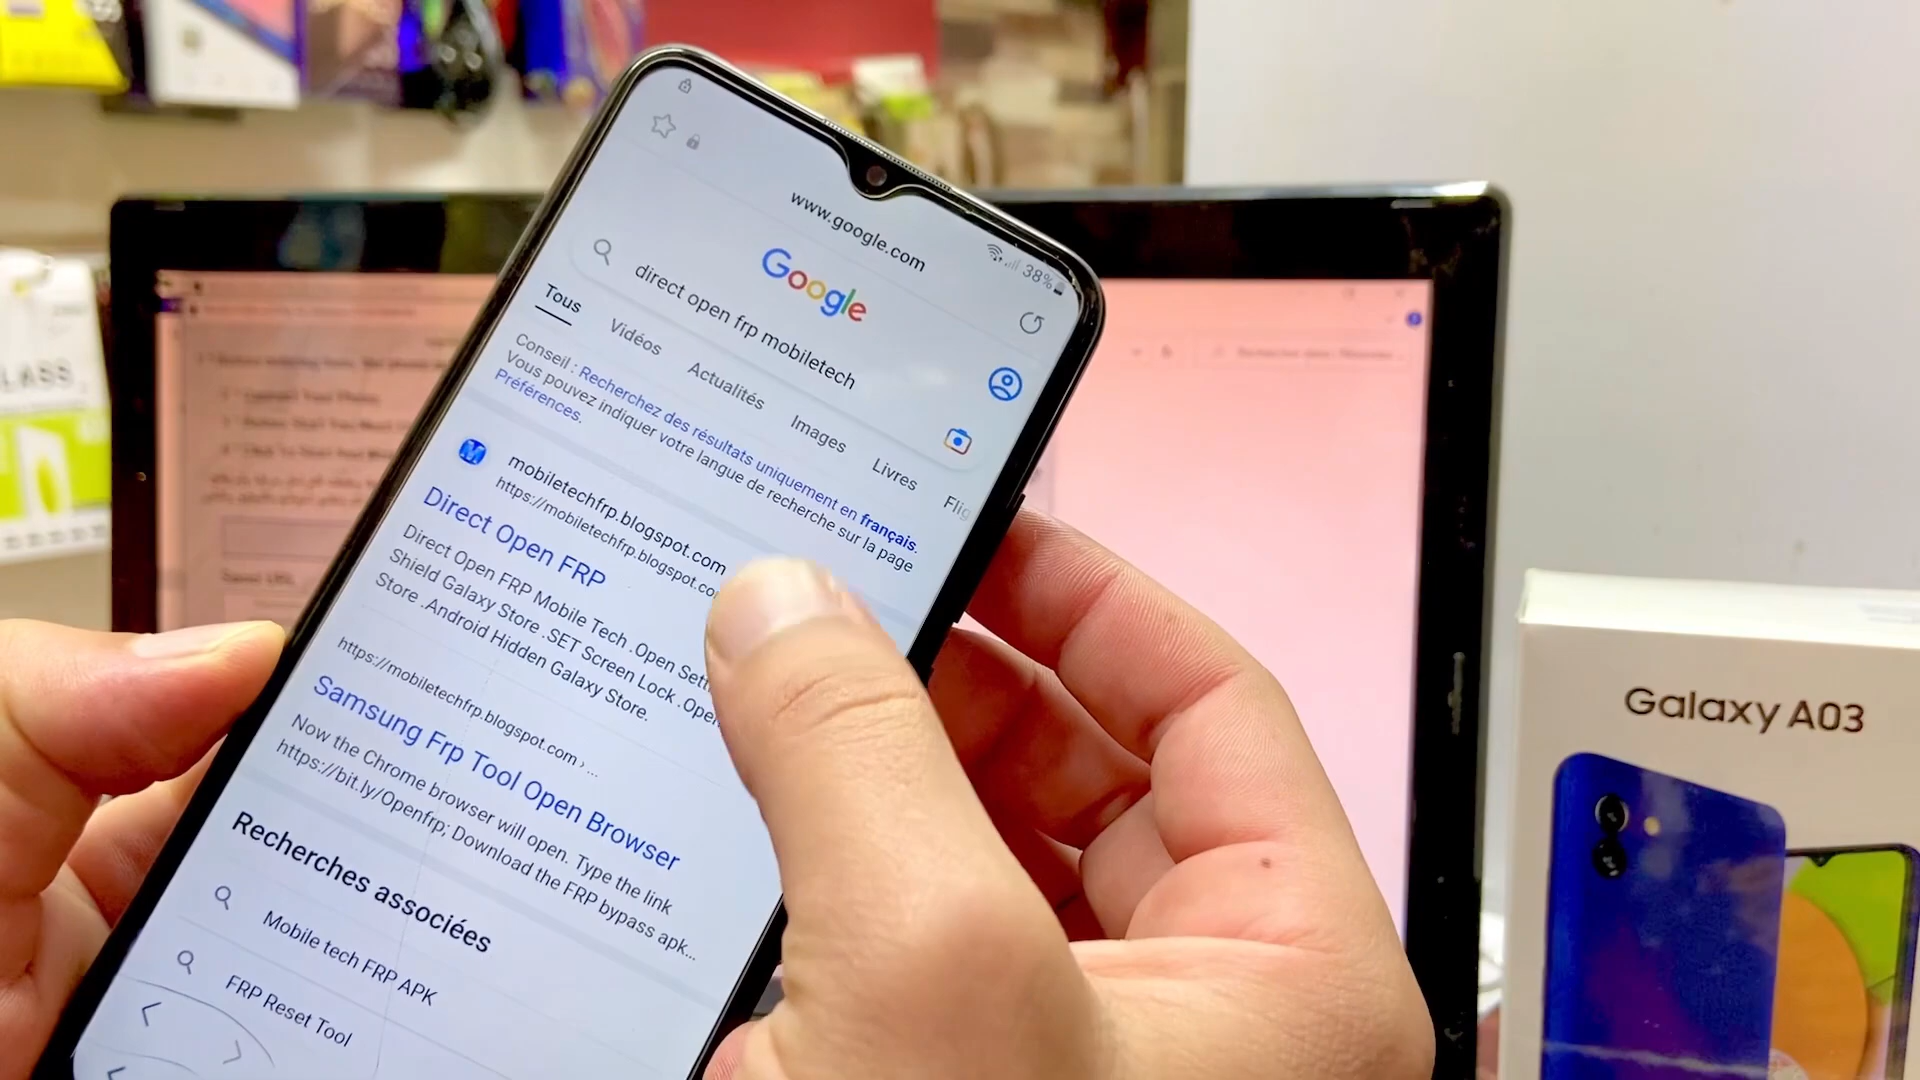 www.google.com
38%
Google
direct open frp mobiletech
Tous Vidéos Actualités Images Livres Flig
Conseil : Recherchez des résultats uniquement en français.
Vous pouvez indiquer votre langue de recherche sur la page
Préférences.
mobiletechfrp.blogspot.com
https://mobiletechfrp.blogspot.co
Direct Open FRP
Direct Open FRP Mobile Tech .Open Sett
Shield Galaxy Store .SET Screen Lock .Open
Store .Android Hidden Galaxy Store.
https://mobiletechfrp.blogspot.com › ...
Samsung Frp Tool Open Browser
Now the Chrome browser will open. Type the link
https://bit.ly/Openfrp; Download the FRP bypass apk...
Recherches associées
Mobile tech FRP APK
FRP Reset Tool
LASS
Galaxy A03